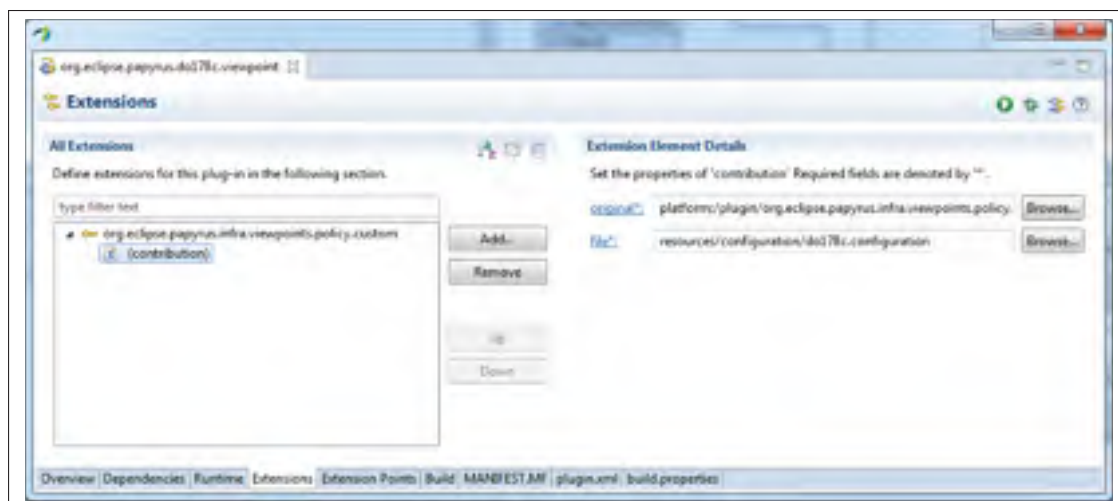 org.eclipse.papyrus.do178c.viewpoint
Extensions
All Extensions
Define extensions for this plug-in in the following section.
type filter text
org.eclipse.papyrus.infra.viewpoints.policy.custom
(contribution)
Add...
Remove
Up
Down
Extension Element Details
Set the properties of 'contribution' Required fields are denoted by "*".
original*: platform:/plugin/org.eclipse.papyrus.infra.viewpoints.policy. Browse...
file*: resources/configuration/do178c.configuration Browse...
Overview Dependencies Runtime Extensions Extension Points Build MANIFEST.MF plugin.xml build.properties